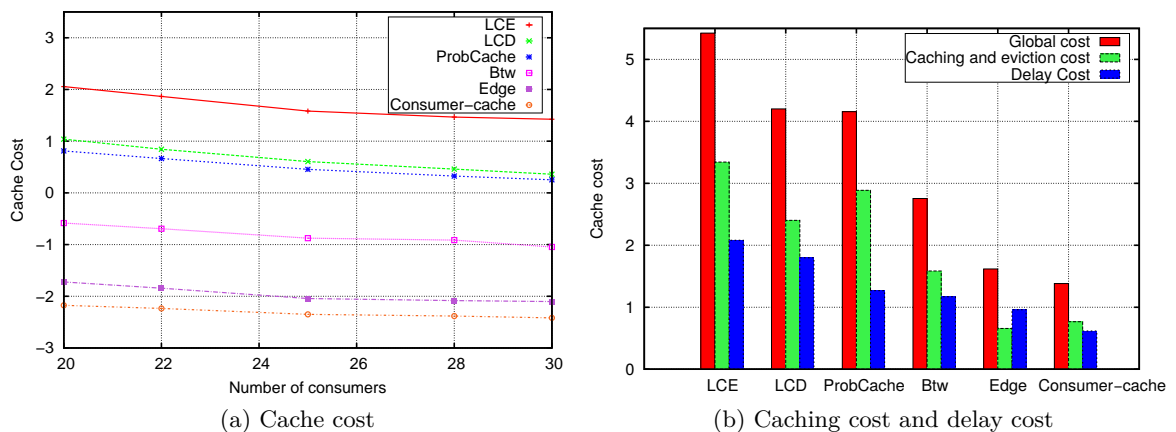 3
2
1
0
−1
−2
−3
20
22
24
26
28
30
Cache Cost
Number of consumers
LCE
LCD
ProbCache
Btw
Edge
Consumer−cache
(a) Cache cost
5
4
3
2
1
0
Cache cost
Global cost
Caching and eviction cost
Delay Cost
LCE
LCD
ProbCache
Btw
Edge
Consumer−cache
(b) Caching cost and delay cost